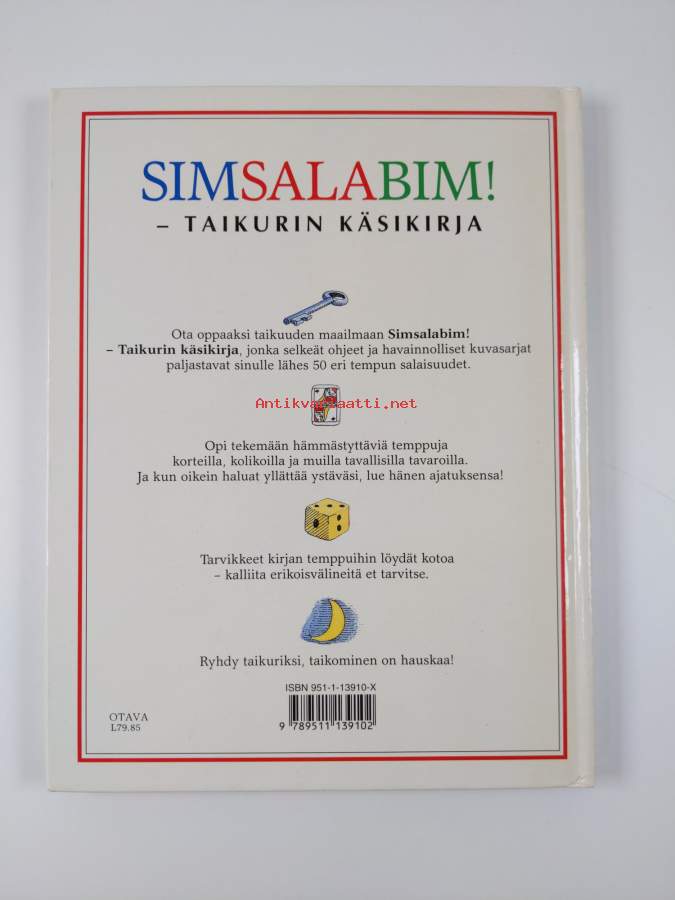 SIMSALABIM!
– TAIKURIN KÄSIKIRJA
Ota oppaaksi taikuuden maailmaan Simsalabim!
– Taikurin käsikirja, jonka selkeät ohjeet ja havainnolliset kuvasarjat
paljastavat sinulle lähes 50 eri tempun salaisuudet.
Antikvariaatti.net
Opi tekemään hämmästyttäviä temppuja
korteilla, kolikoilla ja muilla tavallisilla tavaroilla.
Ja kun oikein haluat yllättää ystäväsi, lue hänen ajatuksensa!
Tarvikkeet kirjan temppuihin löydät kotoa
– kalliita erikoisvälineitä et tarvitse.
Ryhdy taikuriksi, taikominen on hauskaa!
ISBN 951-1-13910-X
9 789511 139102
OTAVA
L79.85